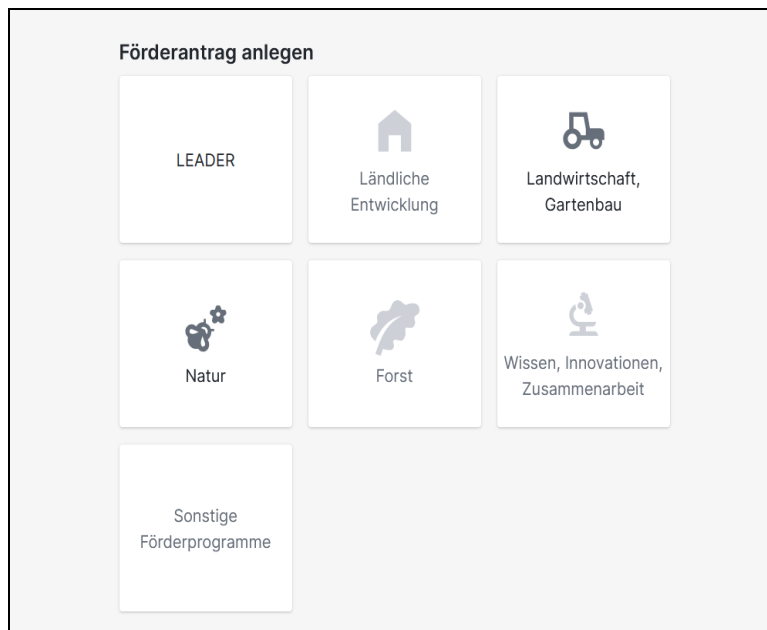 Förderantrag anlegen
LEADER
Ländliche
Entwicklung
Landwirtschaft,
Gartenbau
Natur
Forst
Wissen, Innovationen,
Zusammenarbeit
Sonstige
Förderprogramme